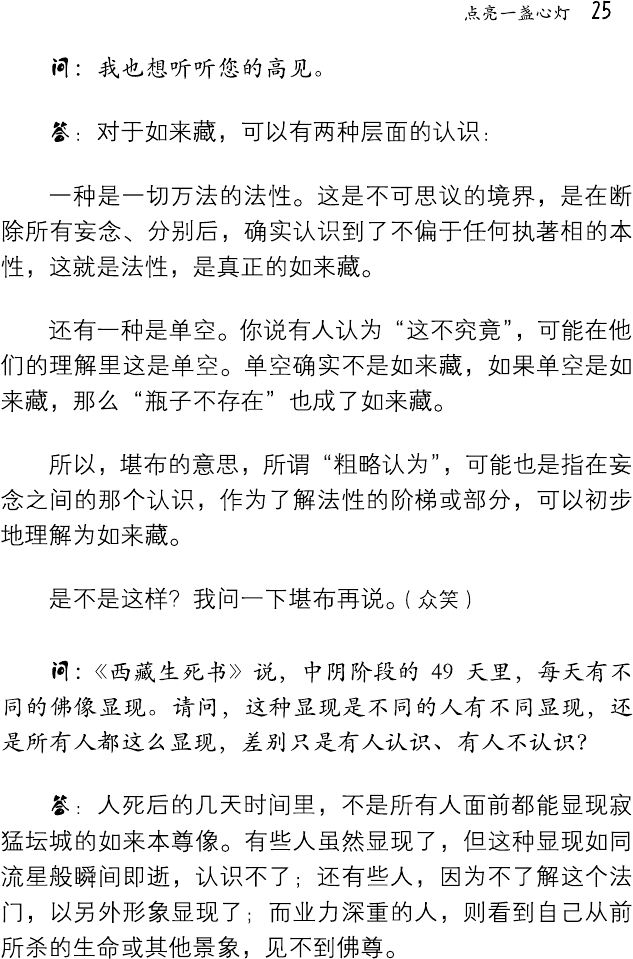 点亮一盏心灯 25
问：我也想听听您的高见。
答：对于如来藏，可以有两种层面的认识：
一种是一切万法的法性。这是不可思议的境界，是在断
除所有妄念、分别后，确实认识到了不偏于任何执著相的本
性，这就是法性，是真正的如来藏。
还有一种是单空。你说有人认为“这不究竟”，可能在他
们的理解里这是单空。单空确实不是如来藏，如果单空是如
来藏，那么“瓶子不存在”也成了如来藏。
所以，堪布的意思，所谓“粗略认为”，可能也是指在妄
念之间的那个认识，作为了解法性的阶梯或部分，可以初步
地理解为如来藏。
是不是这样？我问一下堪布再说。（众笑）
问：《西藏生死书》说，中阴阶段的 49 天里，每天有不
同的佛像显现。请问，这种显现是不同的人有不同显现，还
是所有人都这么显现，差别只是有人认识、有人不认识？
答：人死后的几天时间里，不是所有人面前都能显现寂
猛坛城的如来本尊像。有些人虽然显现了，但这种显现如同
流星般瞬间即逝，认识不了；还有些人，因为不了解这个法
门，以另外形象显现了；而业力深重的人，则看到自己从前
所杀的生命或其他景象，见不到佛尊。